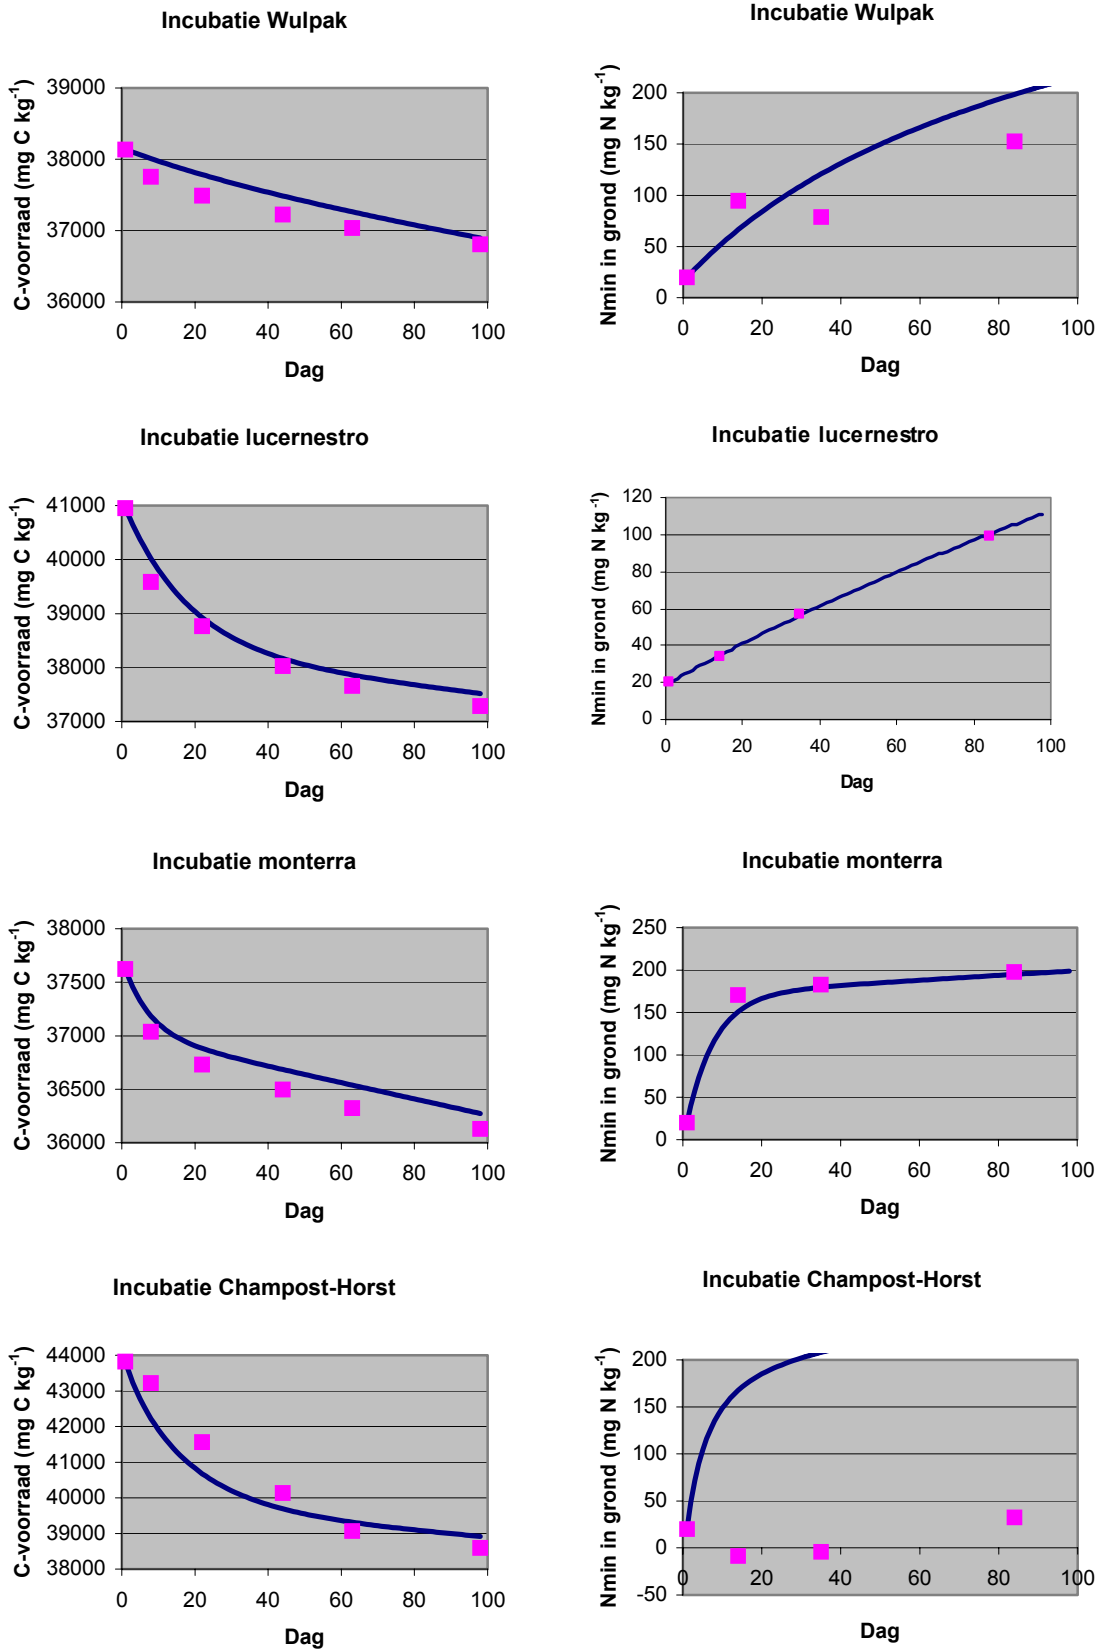 Incubatie Wulpak
C-voorraad (mg C kg-1)
39000
38000
37000
36000
0 20 40 60 80 100
Dag
Incubatie Wulpak
Nmin in grond (mg N kg-1)
200
150
100
50
0
0 20 40 60 80 100
Dag
Incubatie lucernestro
C-voorraad (mg C kg-1)
41000
40000
39000
38000
37000
0 20 40 60 80 100
Dag
Incubatie lucernestro
Nmin in grond (mg N kg-1)
120
100
80
60
40
20
0
0 20 40 60 80 100
Dag
Incubatie monterra
C-voorraad (mg C kg-1)
38000
37500
37000
36500
36000
0 20 40 60 80 100
Dag
Incubatie monterra
Nmin in grond (mg N kg-1)
250
200
150
100
50
0
0 20 40 60 80 100
Dag
Incubatie Champost-Horst
C-voorraad (mg C kg-1)
44000
43000
42000
41000
40000
39000
38000
0 20 40 60 80 100
Dag
Incubatie Champost-Horst
Nmin in grond (mg N kg-1)
200
150
100
50
0
-50
0 20 40 60 80 100
Dag